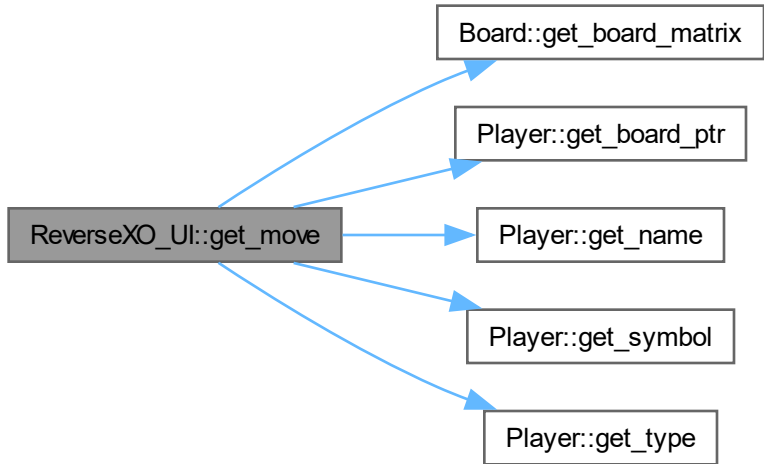 Board::get_board_matrix
Player::get_board_ptr
ReverseXO_UI::get_move
Player::get_name
Player::get_symbol
Player::get_type